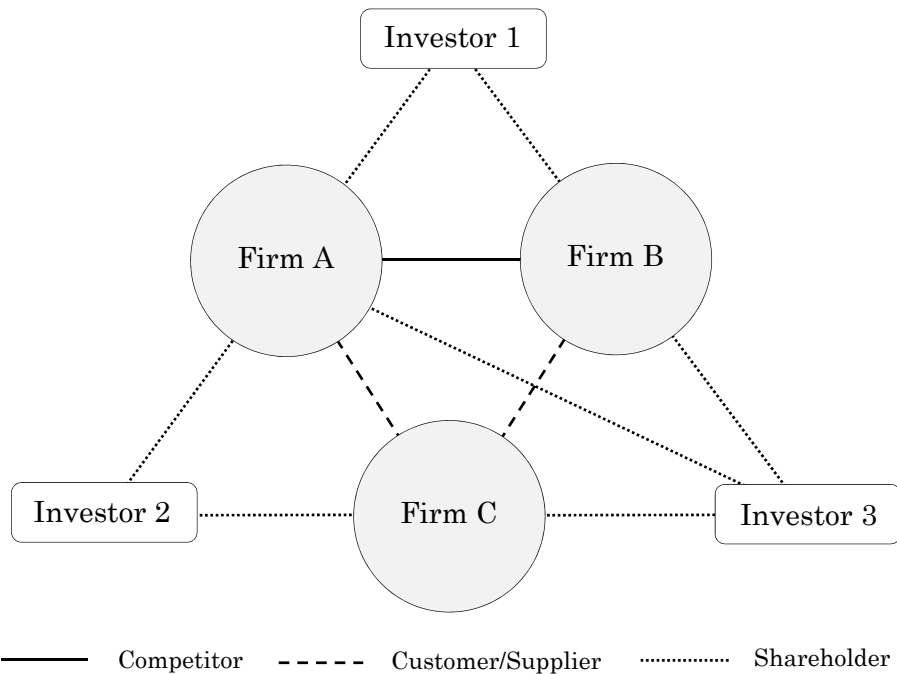 Investor 1
Firm A
Firm B
Investor 2
Firm C
Investor 3
Competitor
Customer/Supplier
Shareholder